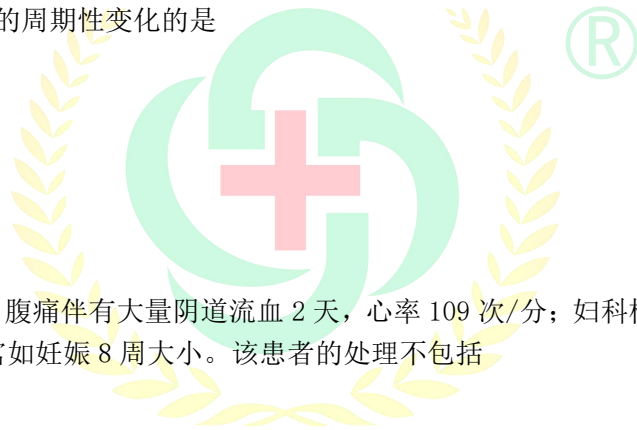 的周期性变化的是
®
腹痛伴有大量阴道流血 2 天，心率 109 次/分；妇科
如妊娠 8 周大小。该患者的处理不包括